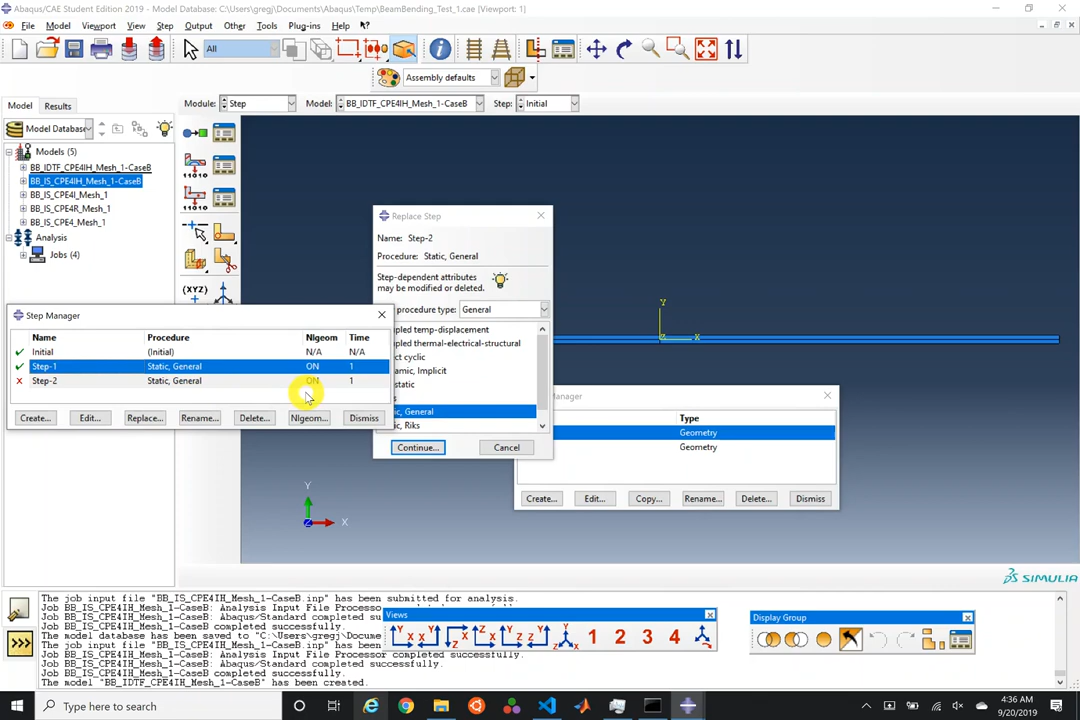 Abaqus/CAE Student Edition 2019 - Model Database: C:\Users\gregj\Documents\Abaqus\Temp\BeamBending_Test_1.cae [Viewport: 1]
File Model Viewport View Step Output Other Tools Plug-ins Help
All
Assembly defaults
Model Results Module: Step Model: BB_IDTF_CPE4IH_Mesh_1-CaseB Step: Initial
Model Database
Models (5)
BB_IDTF_CPE4IH_Mesh_1-CaseB
BB_IS_CPE4IH_Mesh_1-CaseB
BB_IS_CPE4I_Mesh_1
BB_IS_CPE4R_Mesh_1
BB_IS_CPE4_Mesh_1
Analysis
Jobs (4)
(XYZ)
Replace Step
Name: Step-2
Procedure: Static, General
Step-dependent attributes
may be modified or deleted.
procedure type: General
upled temp-displacement
upled thermal-electrical-structural
ct cyclic
amic, Implicit
static
s
ic, General
ic, Riks
Continue... Cancel
Step Manager
Name Procedure Nlgeom Time
Initial (Initial) N/A N/A
Step-1 Static, General ON 1
Step-2 Static, General ON 1
Create... Edit... Replace... Rename... Delete... Nlgeom... Dismiss
Manager
Type
Geometry
Geometry
Create... Edit... Copy... Rename... Delete... Dismiss
Y
Z X
Y
Z X
SIMULIA
The job input file "BB_IS_CPE4IH_Mesh_1-CaseB.inp" has been submitted for analysis.
Job BB_IS_CPE4IH_Mesh_1-CaseB: Analysis Input File Processor
Job BB_IS_CPE4IH_Mesh_1-CaseB: Abaqus/Standard completed su
Job BB_IS_CPE4IH_Mesh_1-CaseB completed successfully.
The model database has been saved to "C:\Users\gregj\Docume
The job input file "BB_IS_CPE4IH_Mesh_1-CaseB.inp" has been
Job BB_IS_CPE4IH_Mesh_1-CaseB: Analysis Input File Processor completed successfully.
Job BB_IS_CPE4IH_Mesh_1-CaseB: Abaqus/Standard completed successfully.
Job BB_IS_CPE4IH_Mesh_1-CaseB completed successfully.
The model "BB_IDTF_CPE4IH_Mesh_1-CaseB" has been created.
Views
1 2 3 4
Display Group
Type here to search
4:36 AM
9/20/2019